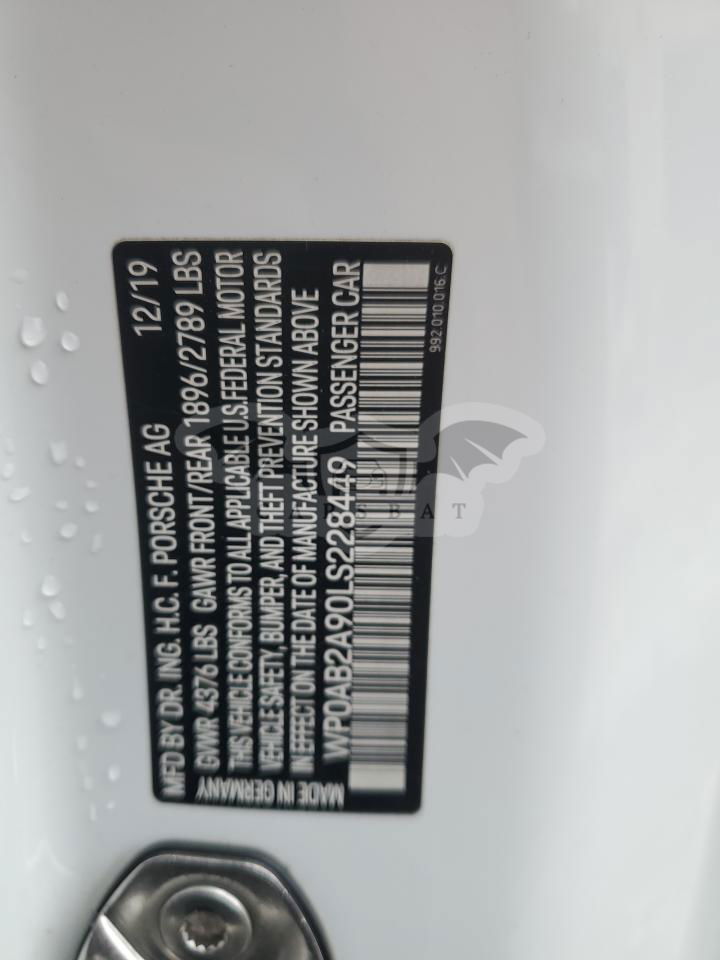 MFD BY DR. ING. H.C. F. PORSCHE AG 12/19
GVWR 4376 LBS GAWR FRONT/REAR 1896/2789 LBS
THIS VEHICLE CONFORMS TO ALL APPLICABLE U.S. FEDERAL MOTOR
VEHICLE SAFETY, BUMPER, AND THEFT PREVENTION STANDARDS
IN EFFECT ON THE DATE OF MANUFACTURE SHOWN ABOVE
MADE IN GERMANY WP0AB2A90LS228449 PASSENGER CAR
992.010.016.C